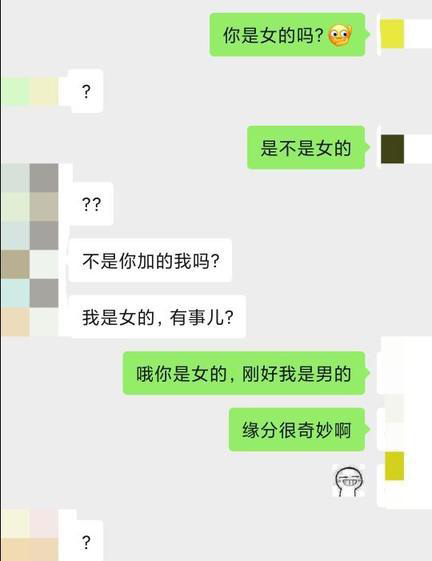 你是女的吗?
?
是不是女的
??
不是你加的我吗?
我是女的，有事儿?
哦你是女的，刚好我是男的
缘分很奇妙啊
?